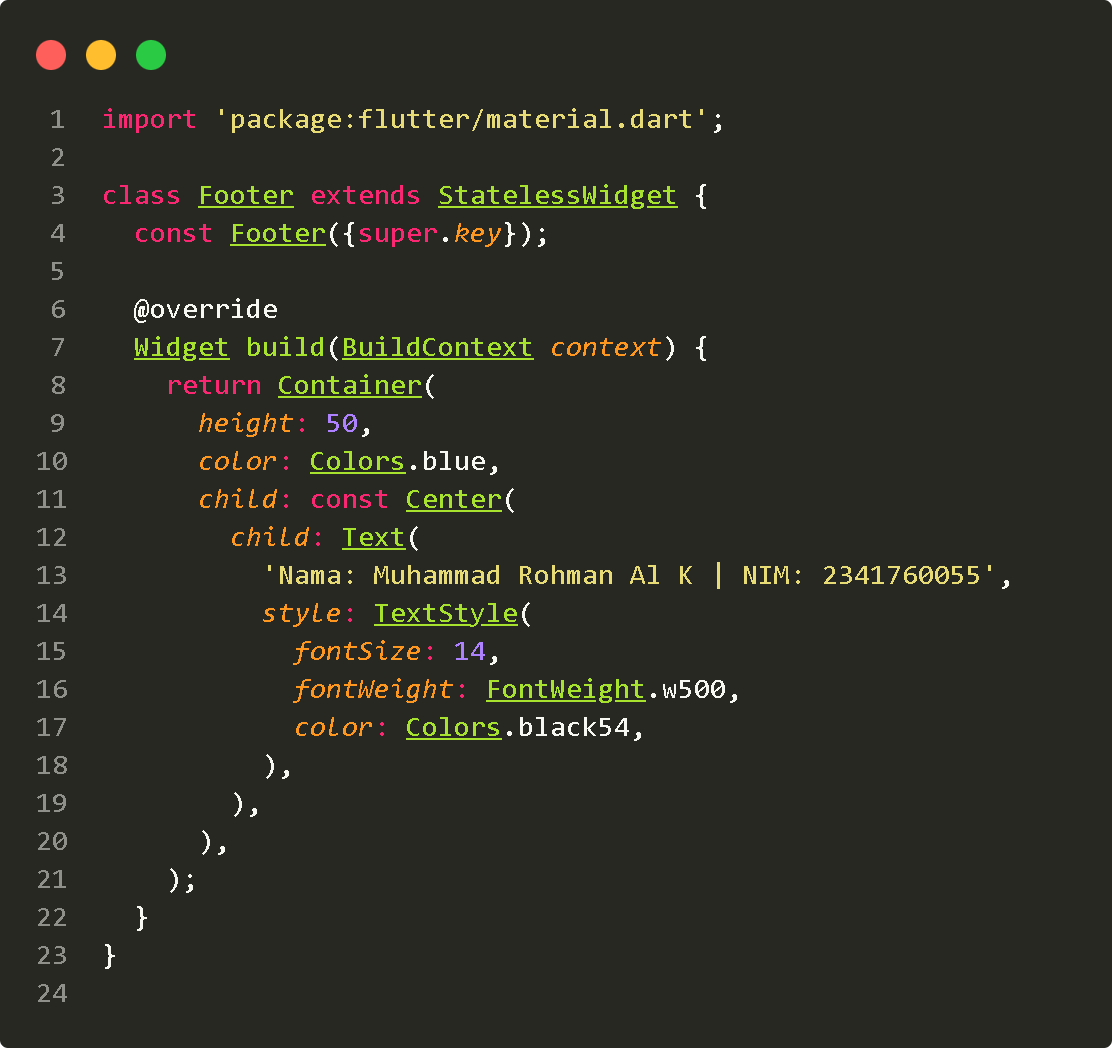 1 import 'package:flutter/material.dart';
2
3 class Footer extends StatelessWidget {
4   const Footer({super.key});
5
6   @override
7   Widget build(BuildContext context) {
8     return Container(
9       height: 50,
10       color: Colors.blue,
11       child: const Center(
12         child: Text(
13           'Nama: Muhammad Rohman Al K | NIM: 2341760055',
14           style: TextStyle(
15             fontSize: 14,
16             fontWeight: FontWeight.w500,
17             color: Colors.black54,
18           ),
19         ),
20       ),
21     );
22   }
23 }
24